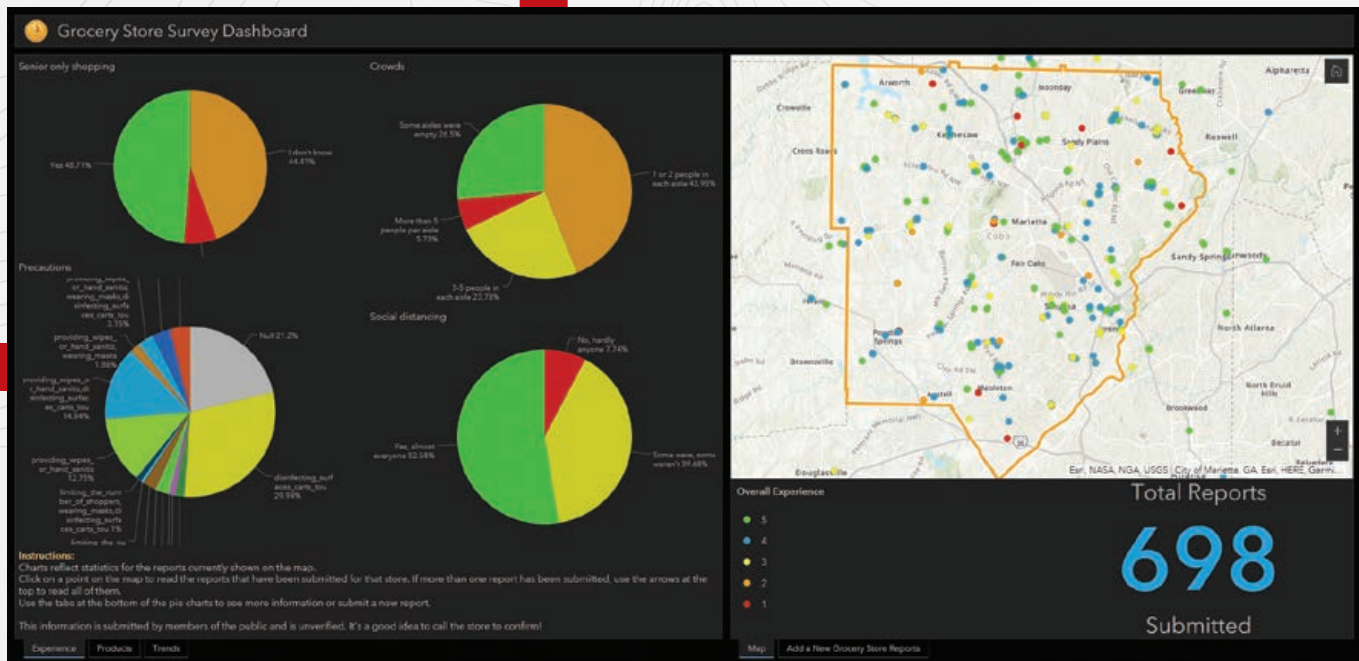 Grocery Store Survey Dashboard
Senior only shopping
Yes 48.71%
I don't know
44.41%
Crowds
Some aisles were
empty 26.5%
1 or 2 people in
each aisle 43.95%
More than 5
people per aisle
5.73%
3-5 people in
each aisle 23.78%
Precautions
or_hand_sanitiz,
wearing_masks,di
sinfecting_surfa
ces_carts_tou
3.15%
providing_wipes_
or_hand_sanitiz,
wearing_masks
1.86%
providing_wipes_o
r_hand_sanitiz,di
sinfecting_surfac
es_carts_tou
14.04%
providing_wipes_
or_hand_sanitiz
12.75%
limiting_the_num
ber_of_shoppers,
wearing_masks,di
sinfecting_surfa
ces_carts_tou 1%
Null 21.2%
disinfecting_surf
aces_carts_tou
29.94%
Social distancing
No, hardly
anyone 7.74%
Yes, almost
everyone 52.58%
Some were, some
weren't 39.68%
Instructions:
Charts reflect statistics for the reports currently shown on the map.
Click on a point on the map to read the reports that have been submitted for that store. If more than one report has been submitted, use the arrows at the
top to read all of them.
Use the tabs at the bottom of the pie charts to see more information or submit a new report.
This information is submitted by members of the public and is unverified. It's a good idea to call the store to confirm!
Experience
Products
Trends
Acworth
Noonday
Alpharetta
Crossville
Kennesaw
Sandy Plains
Roswell
Cross Roads
Marietta
Cobb
Fair Oaks
Sandy Springs
Dunwoody
Smyrna
Powder
Springs
North Atlanta
Brownsville
Mableton
Austell
North Druid
Hills
Brookwood
Decatur
Belvedere
Douglasville
Esri, NASA, NGA, USGS | City of Marietta, GA, Esri, HERE, Garmi...
Overall Experience
5
4
3
2
1
Total Reports
698
Submitted
Map
Add a New Grocery Store Reports